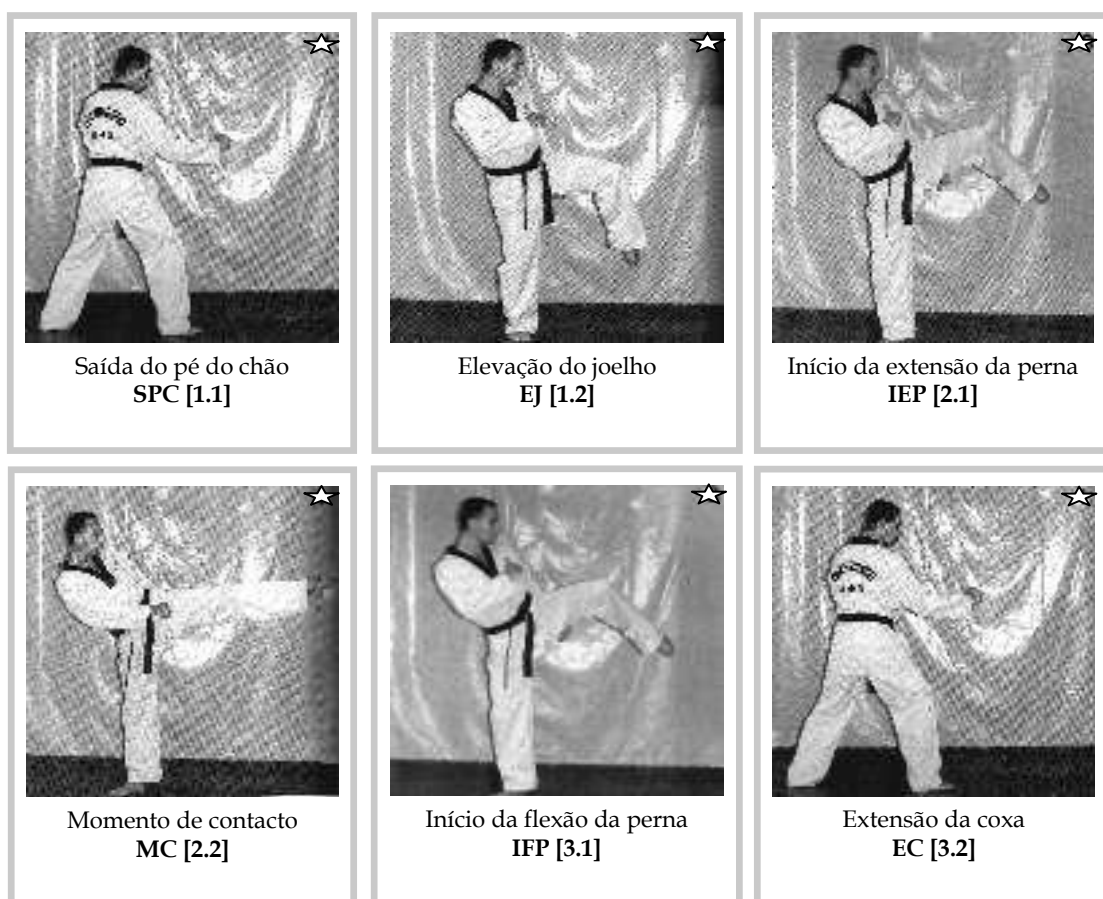 Saída do pé do chão
SPC [1.1]
Elevação do joelho
EJ [1.2]
Início da extensão da perna
IEP [2.1]
Momento de contacto
MC [2.2]
Início da flexão da perna
IFP [3.1]
Extensão da coxa
EC [3.2]